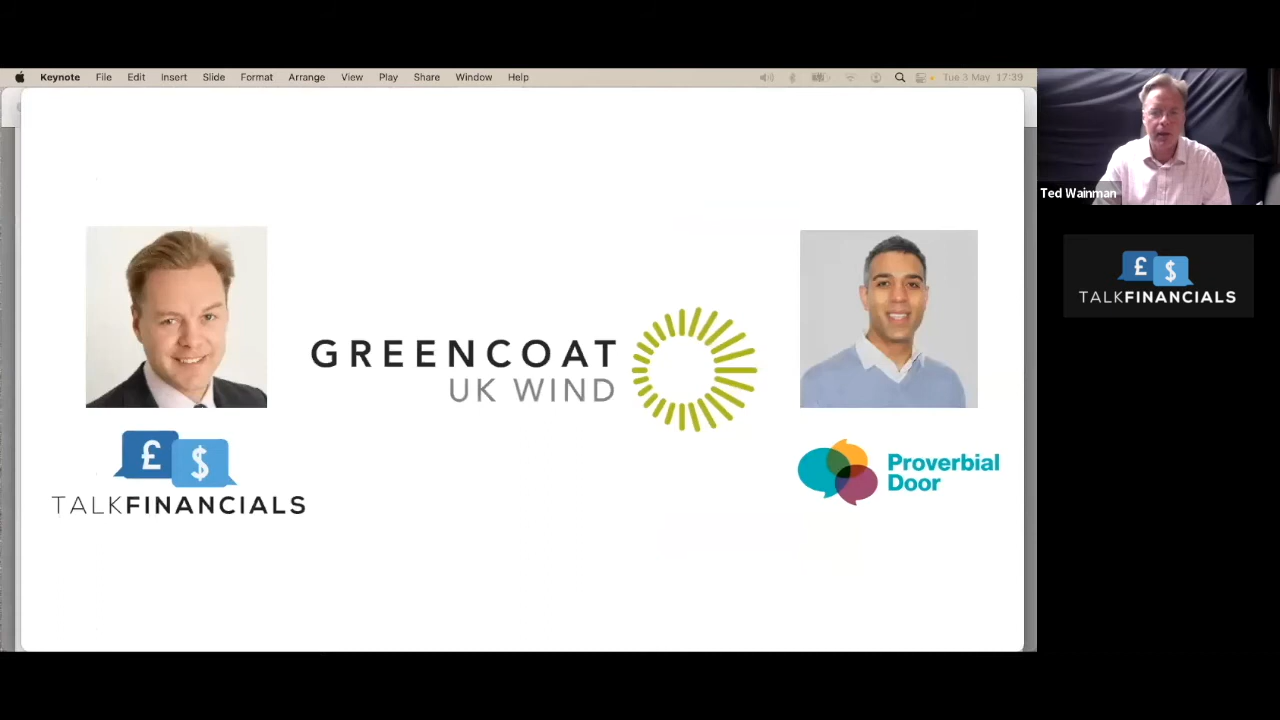 Keynote File Edit Insert Slide Format Arrange View Play Share Window Help Tue 3 May 17:39
Ted Wainman
£ $
TALKFINANCIALS
GREENCOAT
UK WIND
£ $
TALKFINANCIALS
Proverbial
Door